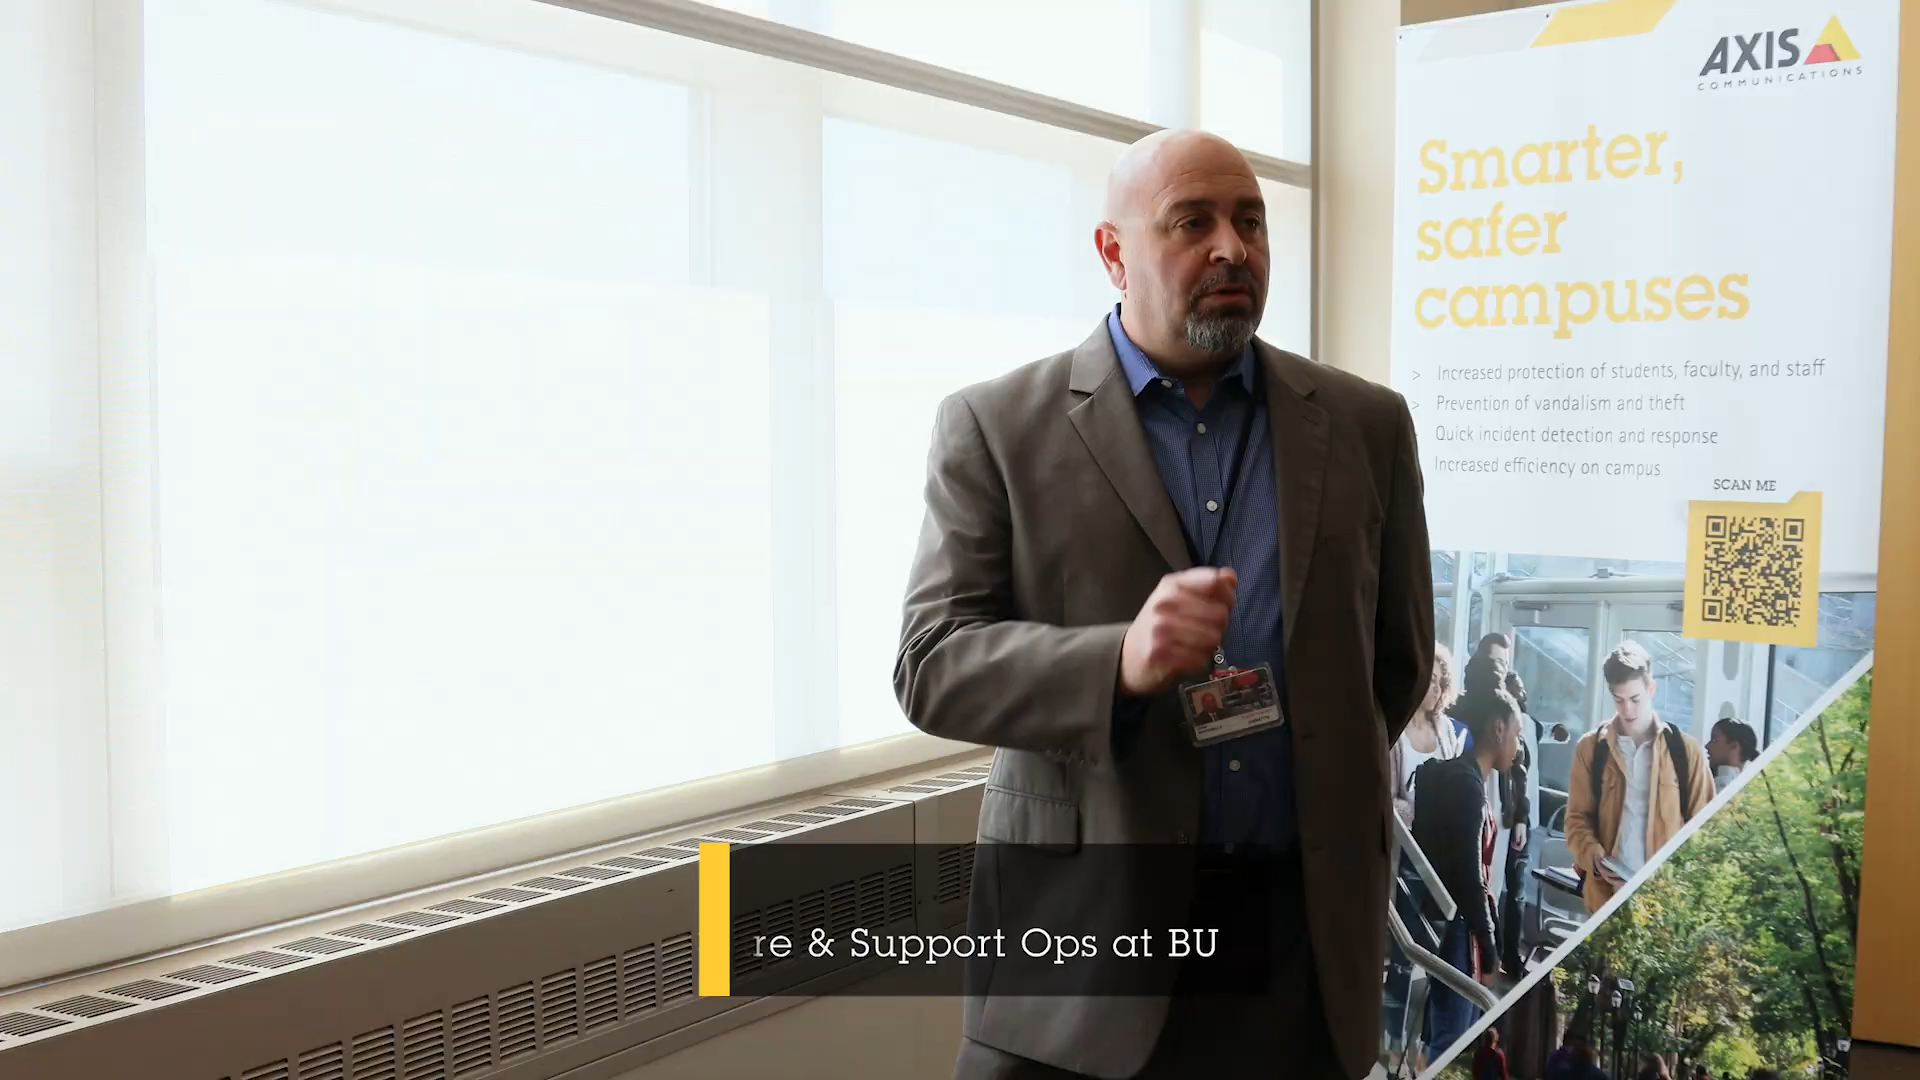 AXIS
COMMUNICATIONS
Smarter,
safer
campuses
> Increased protection of students, faculty, and staff
> Prevention of vandalism and theft
Quick incident detection and response
Increased efficiency on campus
SCAN ME
re & Support Ops at BU